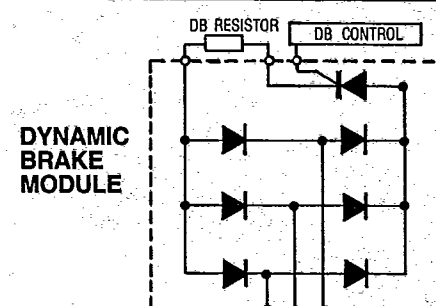 DB RESISTOR
DB CONTROL
DYNAMIC
BRAKE
MODULE